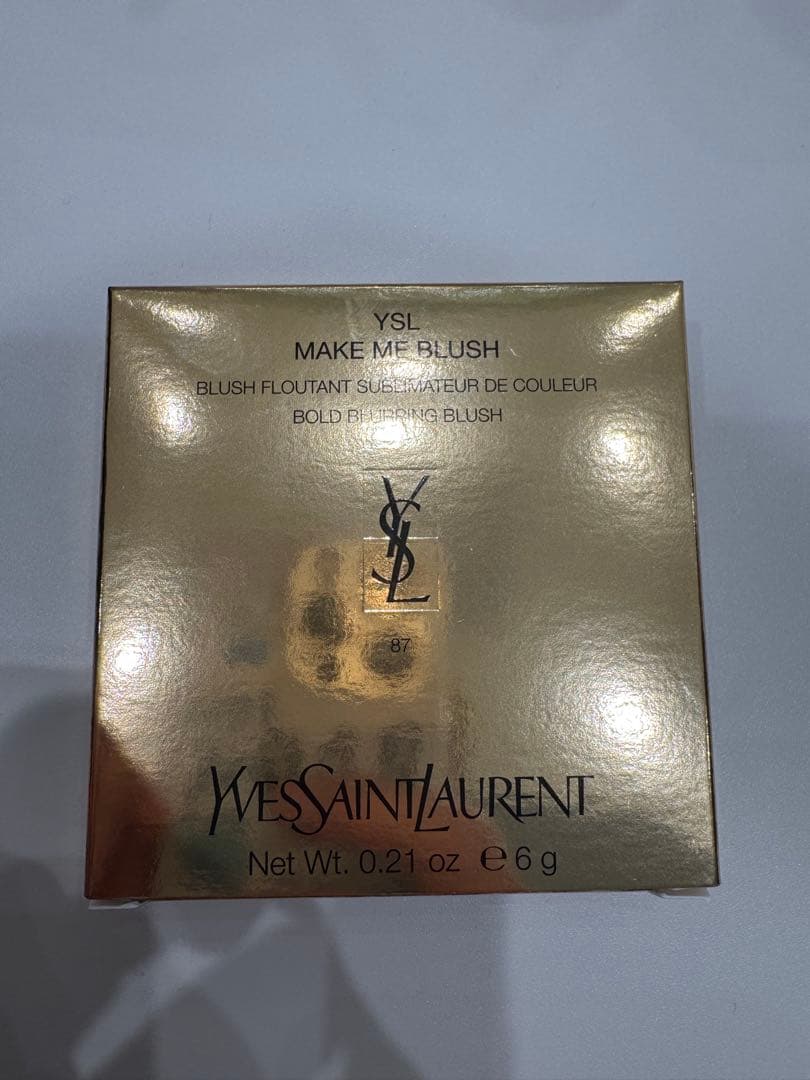 YSL
MAKE ME BLUSH
BLUSH FLOUTANT SUBLIMATEUR DE COULEUR
BOLD BLURRING BLUSH
YSL
87
YVESSAINTLAURENT
Net Wt. 0.21 oz ℮ 6 g